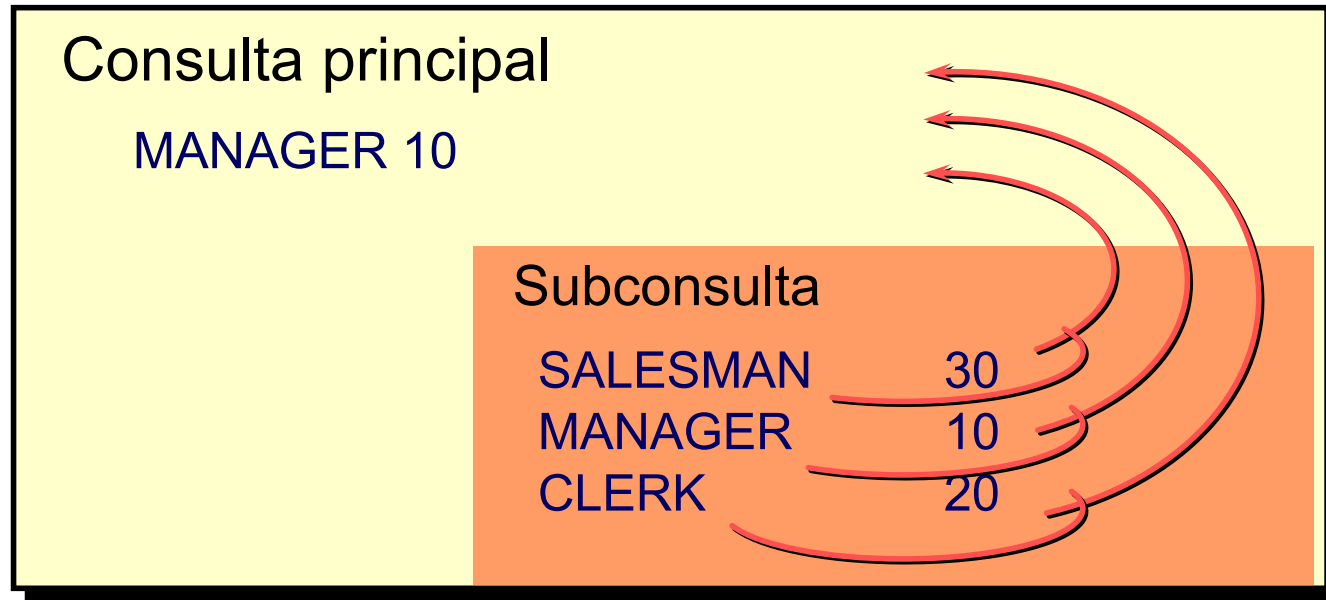 Consulta principal
MANAGER 10
Subconsulta
SALESMAN 30
MANAGER 10
CLERK 20